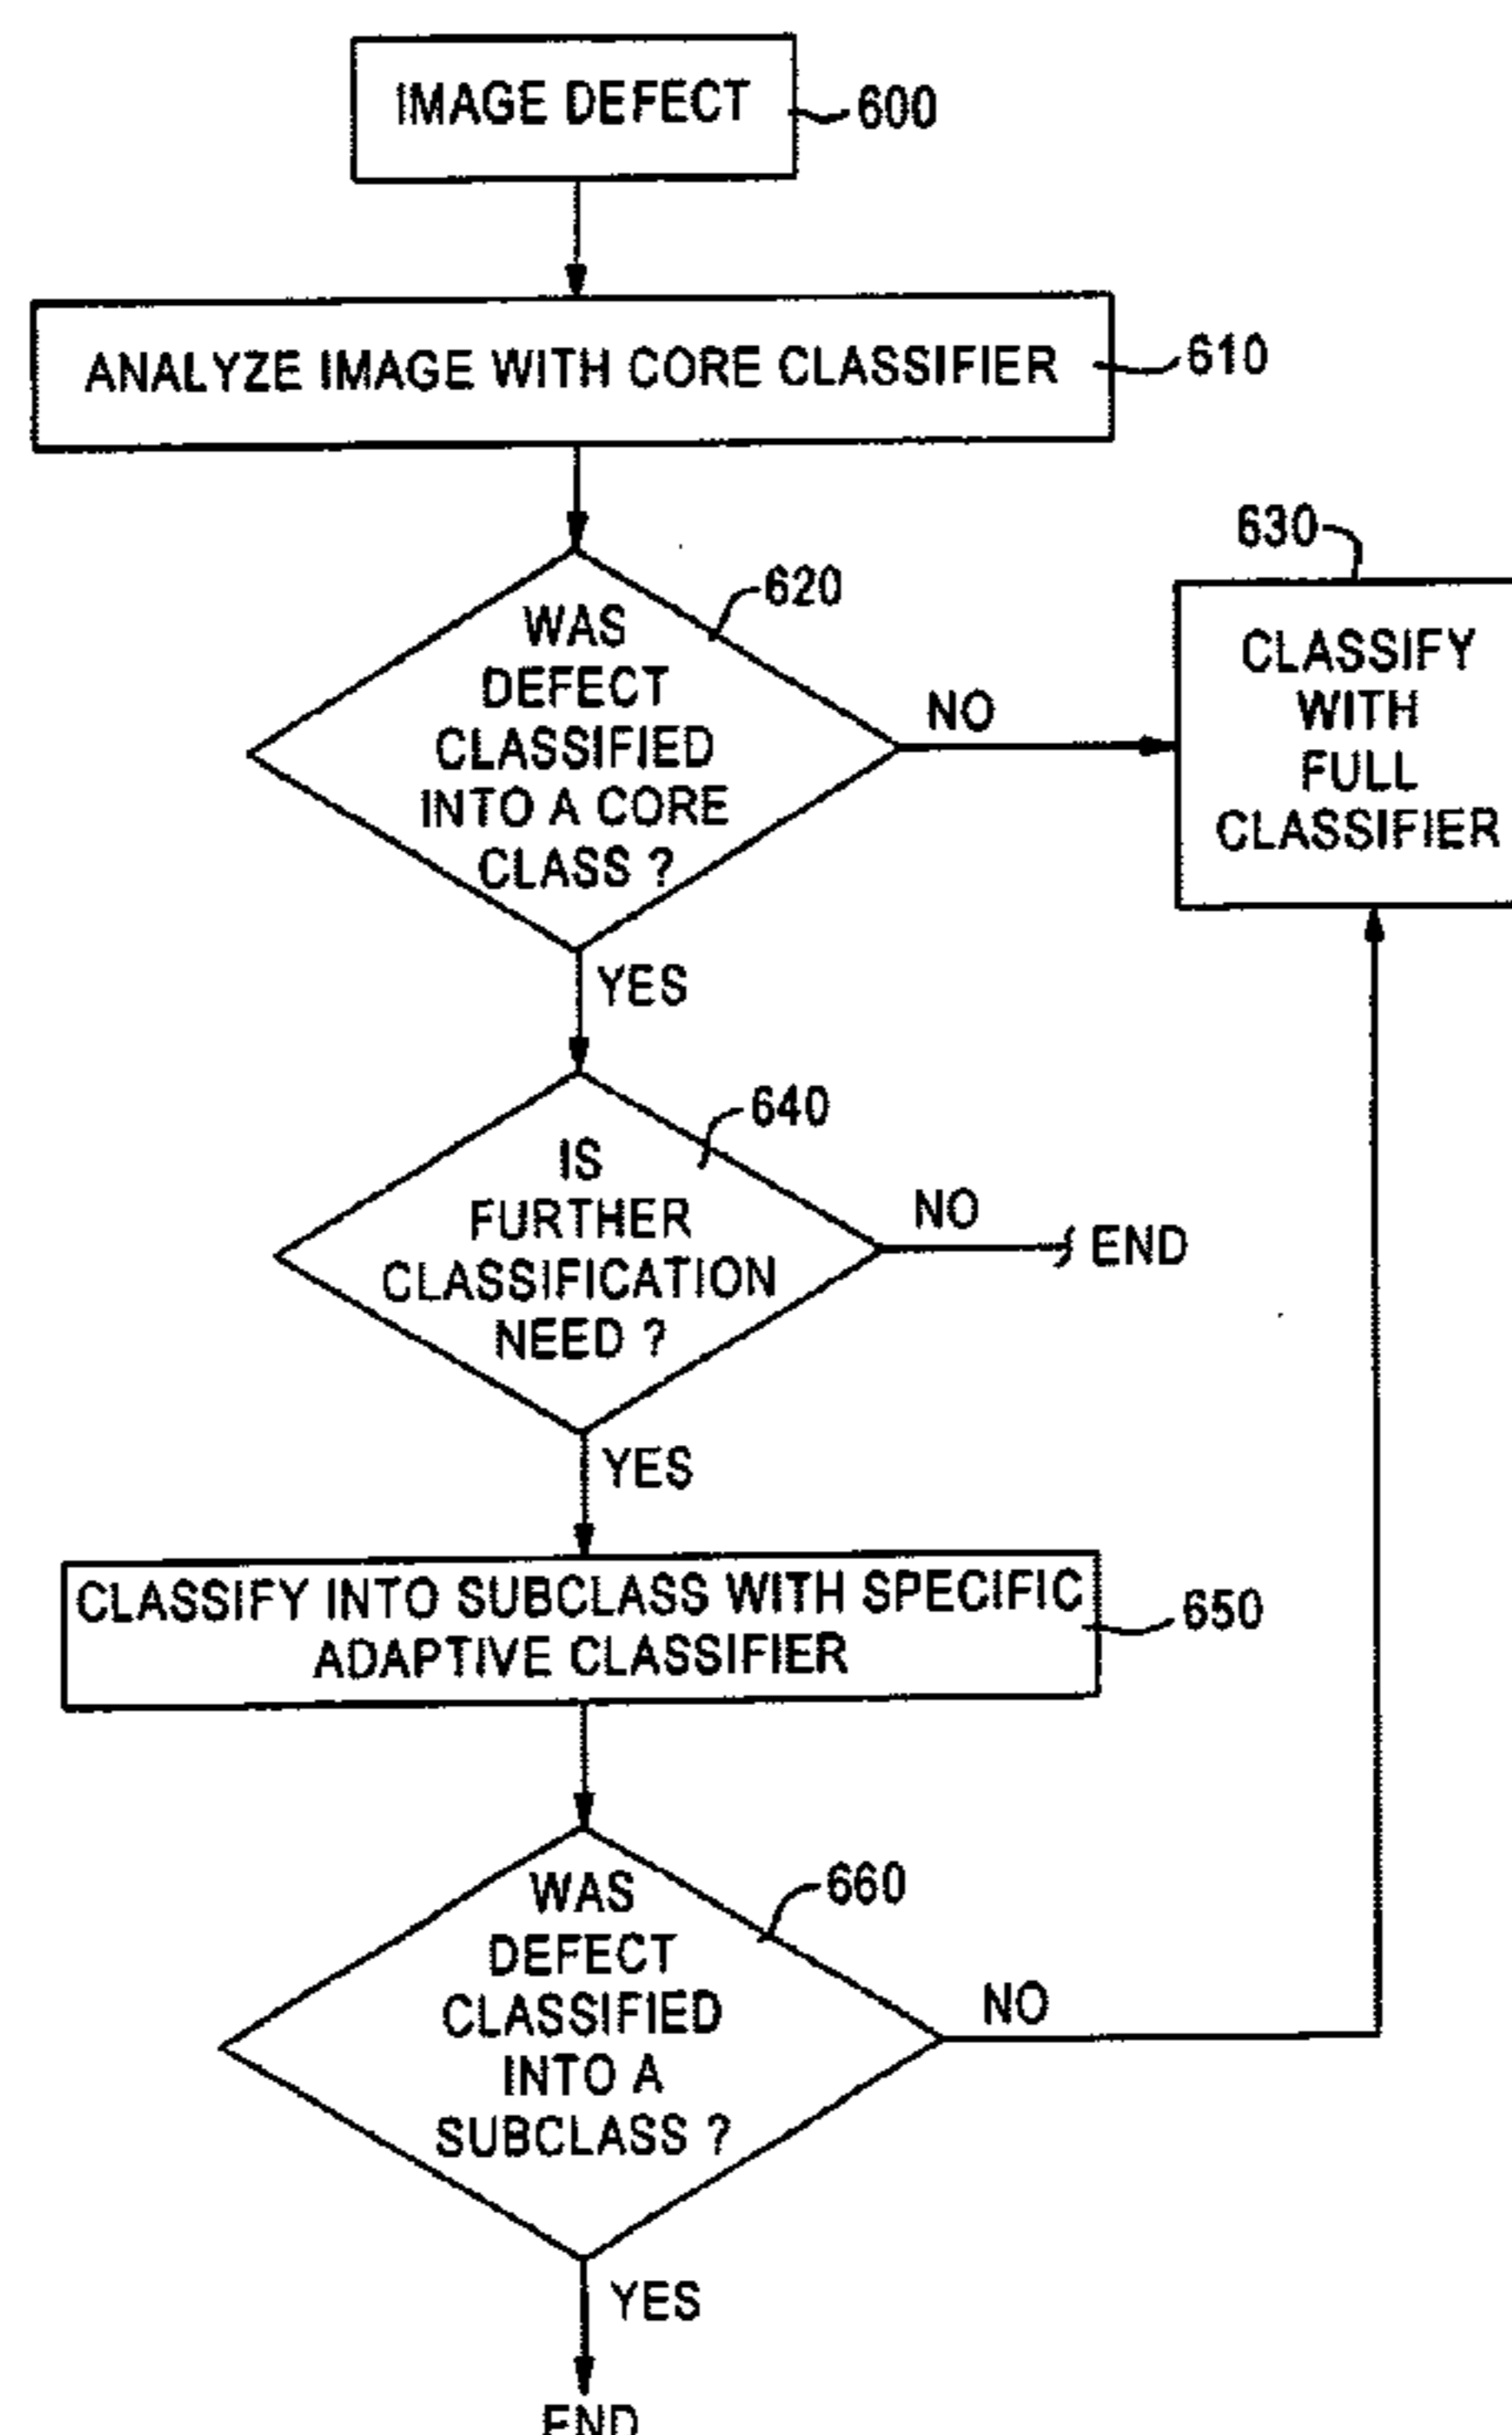 IMAGE DEFECT
600
ANALYZE IMAGE WITH CORE CLASSIFIER
610
WAS
DEFECT
CLASSIFIED
INTO A CORE
CLASS ?
620
NO
630
CLASSIFY
WITH
FULL
CLASSIFIER
YES
IS
FURTHER
CLASSIFICATION
NEED ?
640
NO
END
YES
CLASSIFY INTO SUBCLASS WITH SPECIFIC
ADAPTIVE CLASSIFIER
650
WAS
DEFECT
CLASSIFIED
INTO A
SUBCLASS ?
660
NO
YES
END